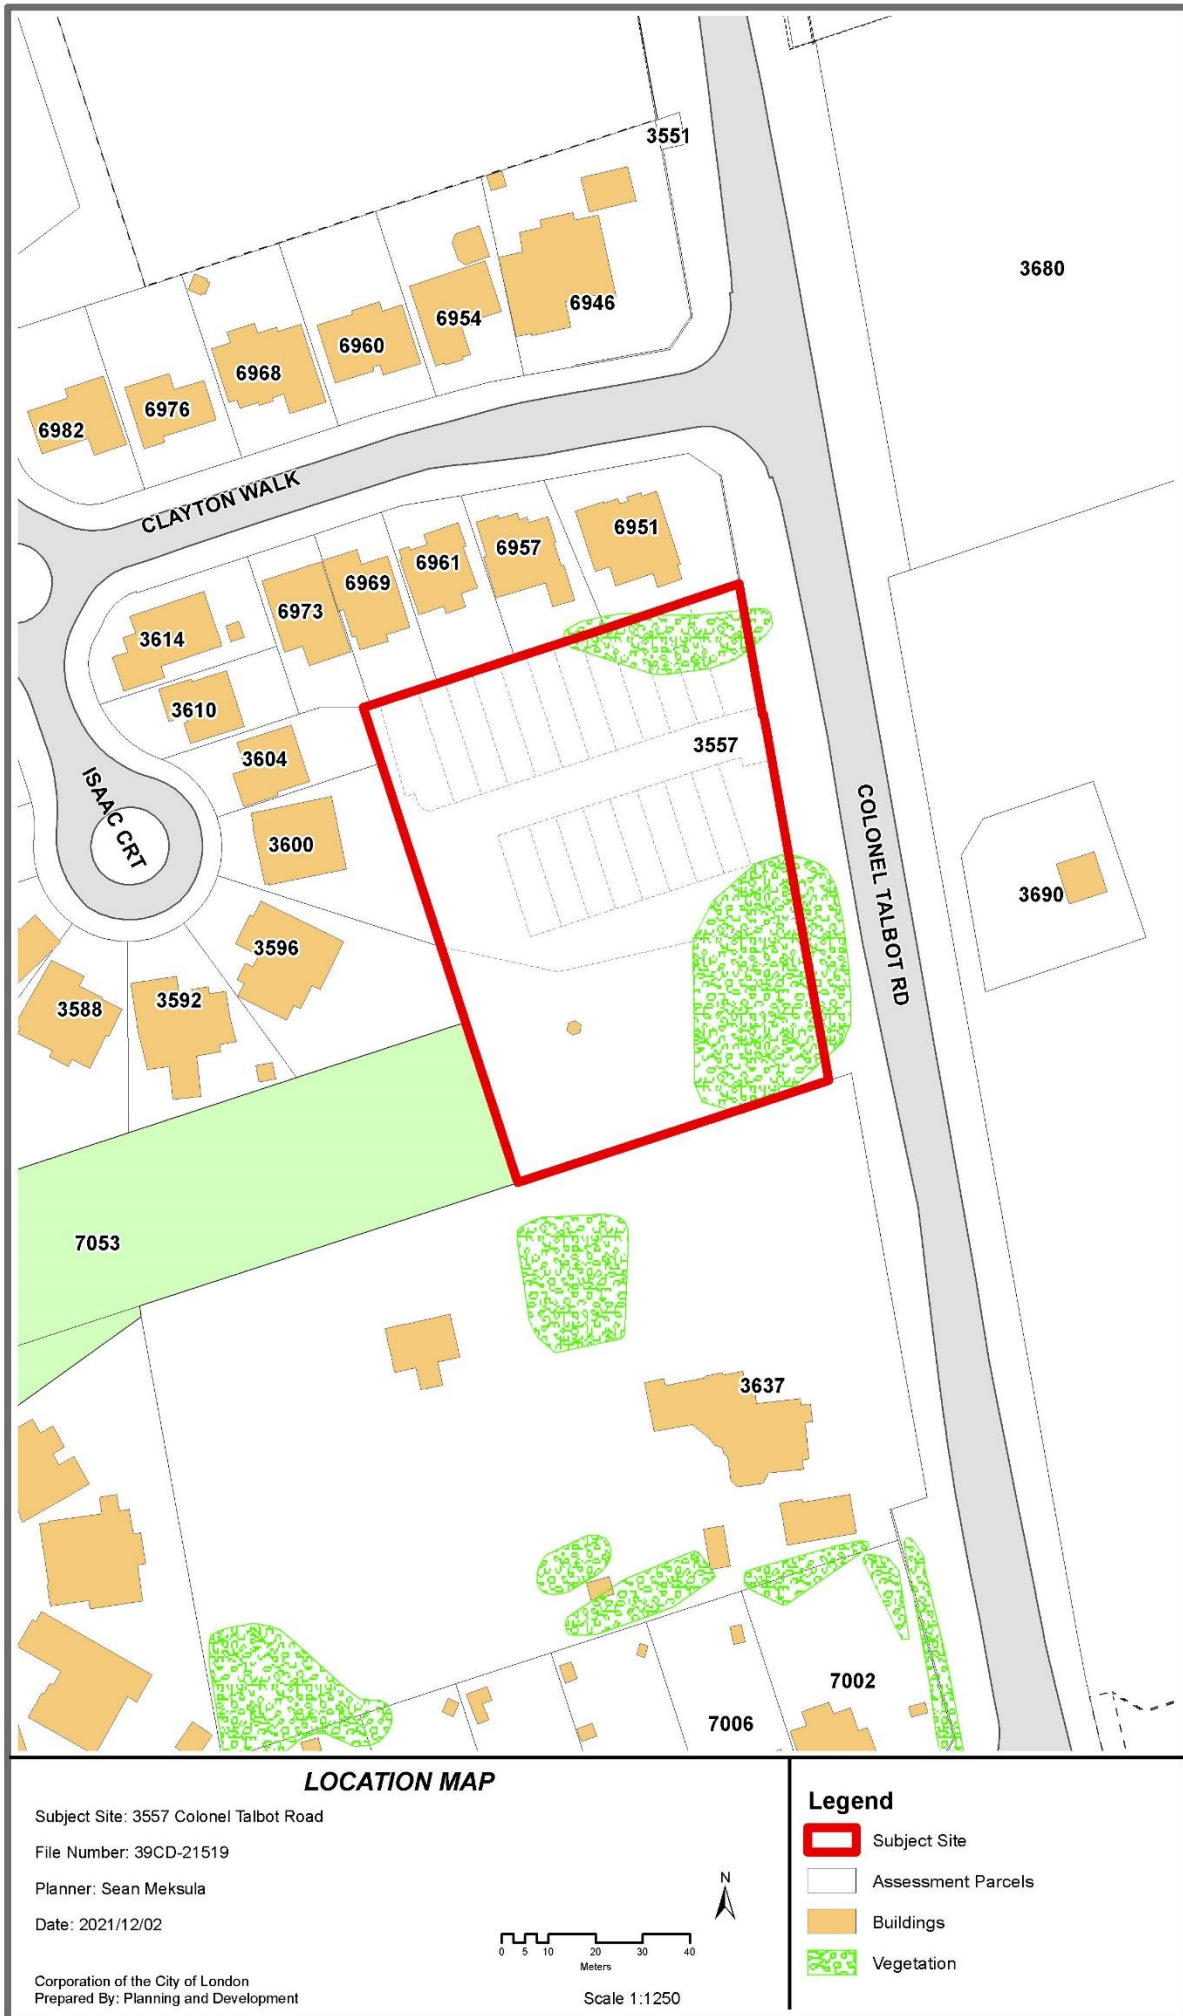 3551
3680
6946
6954
6960
6968
6976
6982
CLAYTON WALK
6951
6957
6961
6969
6973
3614
3610
3604
3557
ISAAC CRT
3600
COLONEL TALBOT RD
3690
3596
3592
3588
7053
3637
7002
7006
LOCATION MAP
Subject Site: 3557 Colonel Talbot Road
File Number: 39CD-21519
Planner: Sean Meksula
Date: 2021/12/02
Corporation of the City of London
Prepared By: Planning and Development
N
0 5 10 20 30 40
Meters
Scale 1:1250
Legend
Subject Site
Assessment Parcels
Buildings
Vegetation